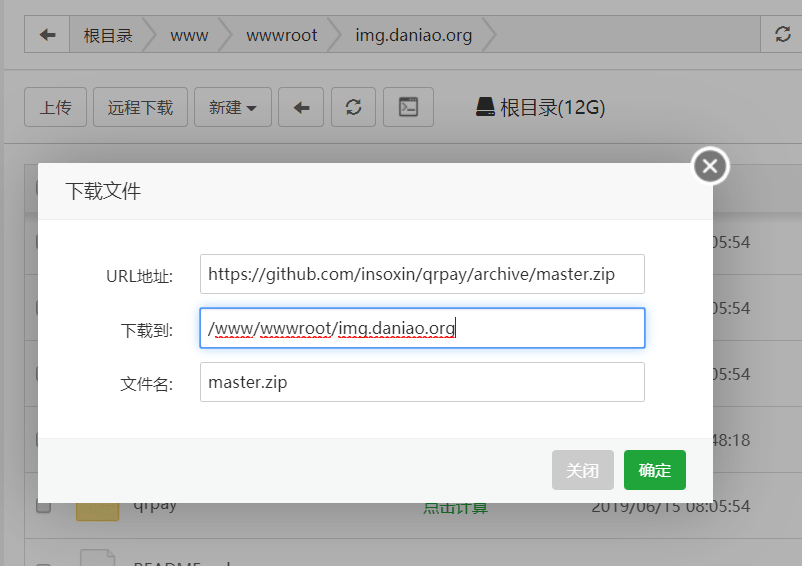 根目录 www wwwroot img.daniao.org
上传 远程下载 新建 根目录(12G)
下载文件
05:54
URL地址: https://github.com/insoxin/qrpay/archive/master.zip
05:54
下载到: /www/wwwroot/img.daniao.org
05:54
文件名: master.zip
48:18
关闭 确定
qrpay 点击计算 2019/06/15 08:05:54